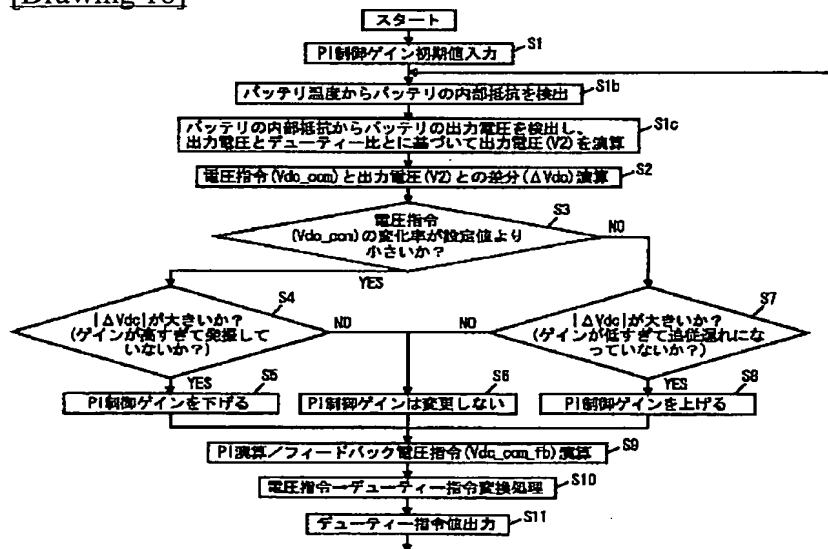 [Drawing 10]
スタート
PI制御ゲイン初期値入力
S1
バッテリ温度からバッテリの内部抵抗を検出
S1b
バッテリの内部抵抗からバッテリの出力電圧を検出し、
出力電圧とデューティー比とに基づいて出力電圧(V2)を演算
S1c
電圧指令(Vdc_com)と出力電圧(V2)との差分(ΔVdc)演算
S2
電圧指令
(Vdc_com)の変化率が設定値より
小さいか?
S3
NO
YES
|ΔVdc|が大きいか?
(ゲインが高すぎて発振して
いないか?)
S4
NO
NO
|ΔVdc|が大きいか?
(ゲインが低すぎて追従遅れにな
っていないか?)
S7
YES
S5
PI制御ゲインを下げる
S6
PI制御ゲインは変更しない
YES
S8
PI制御ゲインを上げる
PI演算/フィードバック電圧指令(Vdc_com_fb)演算
S9
電圧指令→デューティー指令変換処理
S10
デューティー指令値出力
S11